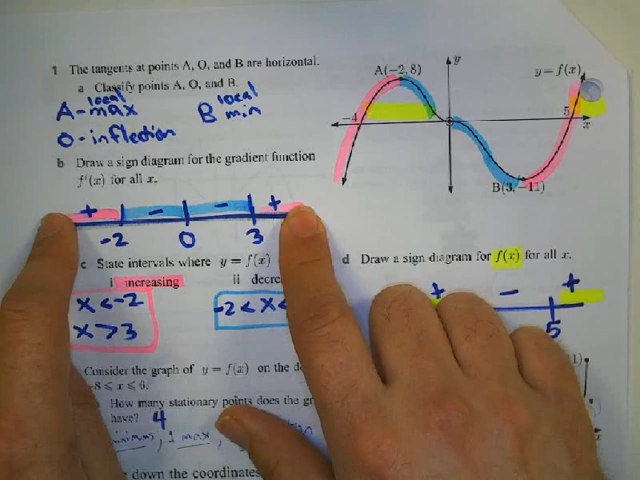 1 The tangents at points A, O, and B are horizontal.
a Classify points A, O, and B.
A - local max
B local min
O - inflection
b Draw a sign diagram for the gradient function
f'(x) for all x.
+ - - +
-2 0 3
c State intervals where y = f(x)
i increasing ii decre
x < -2
x > 3
-2 < x <
Consider the graph of y = f(x) on the
-8 ⩽ x ⩽ 6.
How many stationary points does the
have? 4
, 1 max,
down the coordinates
A(-2, 8)
y
y = f(x)
-4
5
x
B(3, -11)
d Draw a sign diagram for f(x) for all x.
+ - +
5